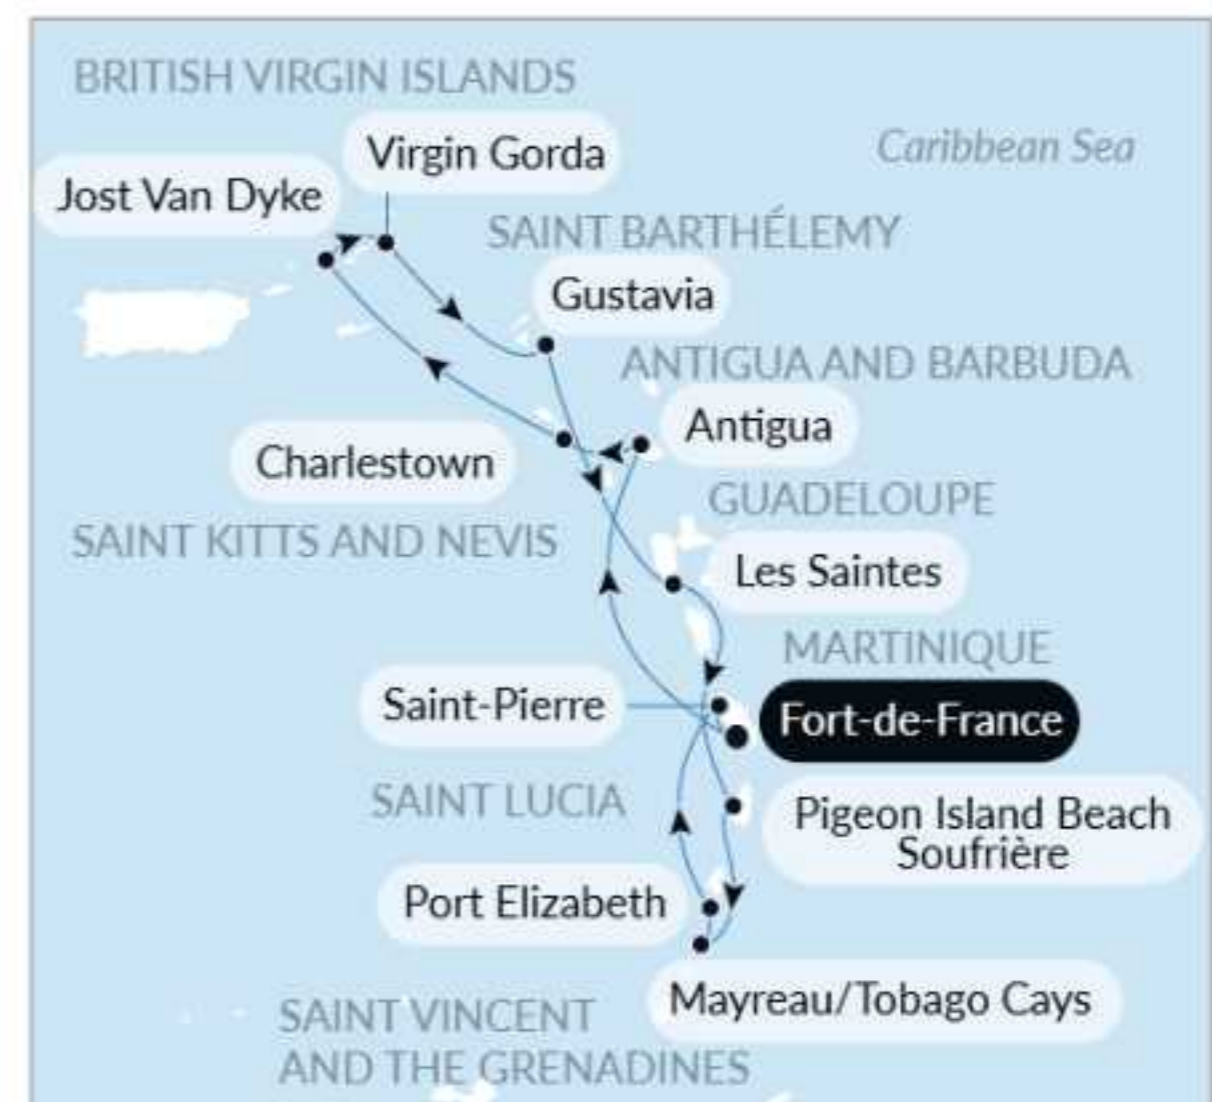 BRITISH VIRGIN ISLANDS
Virgin Gorda
Caribbean Sea
Jost Van Dyke
SAINT BARTHÉLEMY
Gustavia
ANTIGUA AND BARBUDA
Antigua
Charlestown
GUADELOUPE
SAINT KITTS AND NEVIS
Les Saintes
MARTINIQUE
Saint-Pierre
Fort-de-France
SAINT LUCIA
Pigeon Island Beach
Soufrière
Port Elizabeth
Mayreau/Tobago Cays
SAINT VINCENT
AND THE GRENADINES